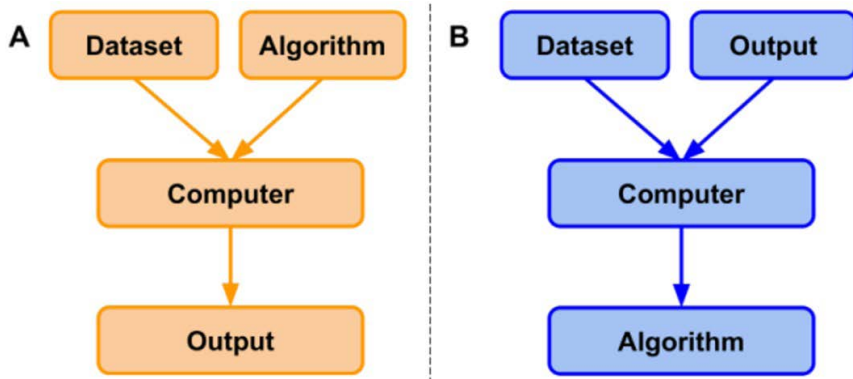 A
Dataset
Algorithm
Computer
Output
B
Dataset
Output
Computer
Algorithm